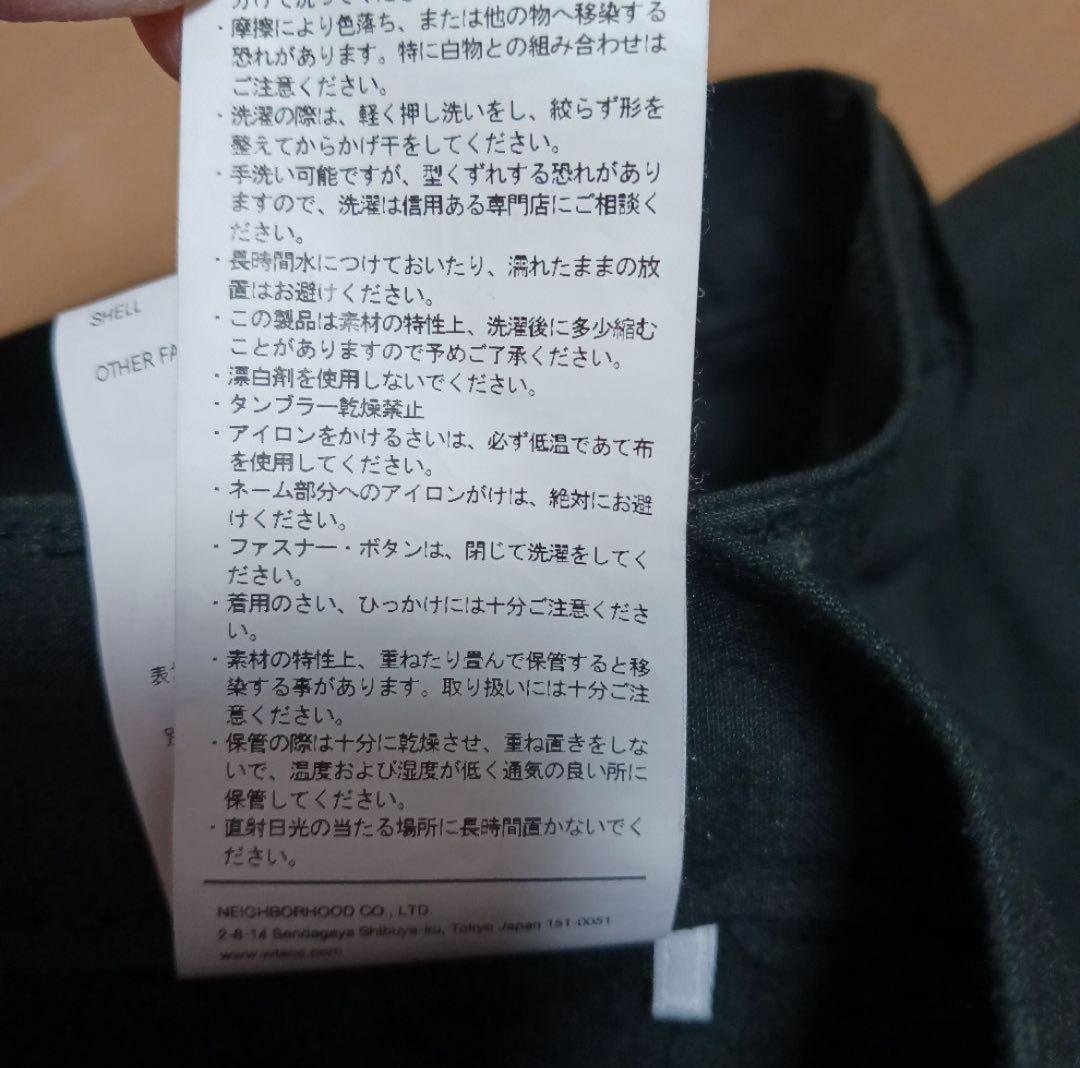 ・摩擦により色落ち、または他の物へ移染する
恐れがあります。特に白物との組み合わせは
ご注意ください。
・洗濯の際は、軽く押し洗いをし、絞らず形を
整えてからかげ干をしてください。
・手洗い可能ですが、型くずれする恐れがあり
ますので、洗濯は信用ある専門店にご相談く
ださい。
・長時間水につけておいたり、濡れたままの放
置はお避けください。
・この製品は素材の特性上、洗濯後に多少縮む
ことがありますので予めご了承ください。
・漂白剤を使用しないでください。
・タンブラー乾燥禁止
・アイロンをかけるさいは、必ず低温であて布
を使用してください。
・ネーム部分へのアイロンがけは、絶対にお避
けください。
・ファスナー・ボタンは、閉じて洗濯をしてく
ださい。
・着用のさい、ひっかけには十分ご注意くださ
い。
・素材の特性上、重ねたり畳んで保管すると移
染する事があります。取り扱いには十分ご注
意ください。
・保管の際は十分に乾燥させ、重ね置きをしな
いで、温度および湿度が低く通気の良い所に
保管してください。
・直射日光の当たる場所に長時間置かないでく
ださい。
NEIGHBORHOOD CO., LTD.
2-8-14 Sendagaya Shibuya-ku, Tokyo Japan 151-0051
www.wtaps.com
SHELL
OTHER FA
表